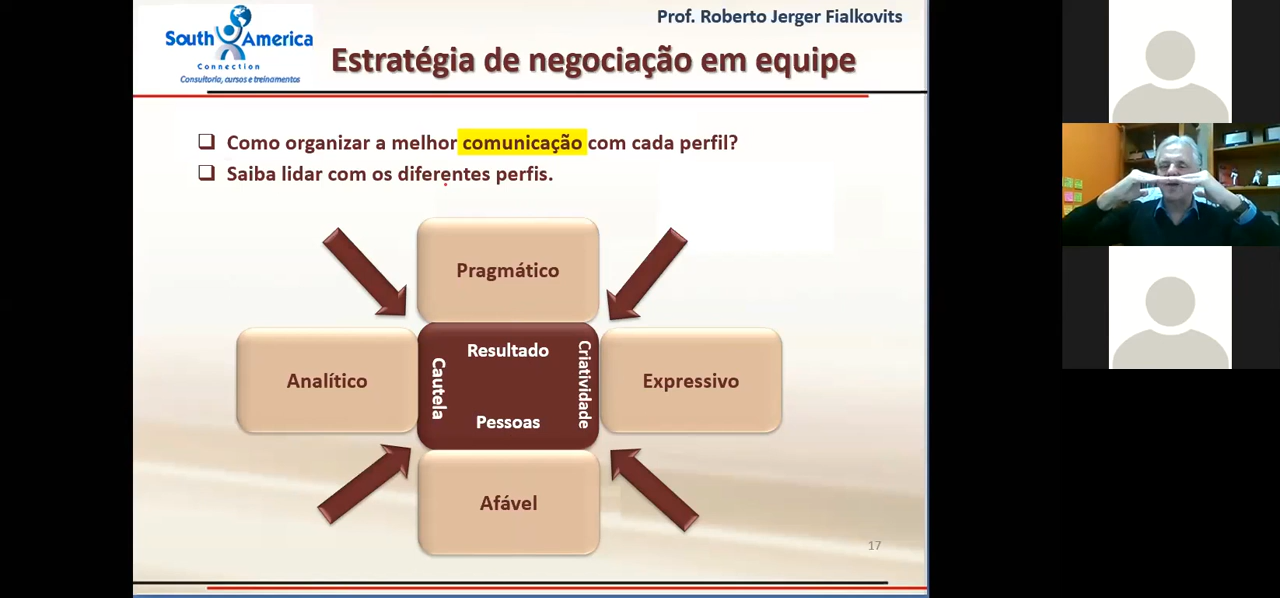 Prof. Roberto Jerger Fialkovits
South America
Connection
Consultoria, cursos e treinamentos
Estratégia de negociação em equipe
❑ Como organizar a melhor comunicação com cada perfil?
❑ Saiba lidar com os diferentes perfis.
Pragmático
Analítico
Cautela
Resultado
Pessoas
Criatividade
Expressivo
Afável
17